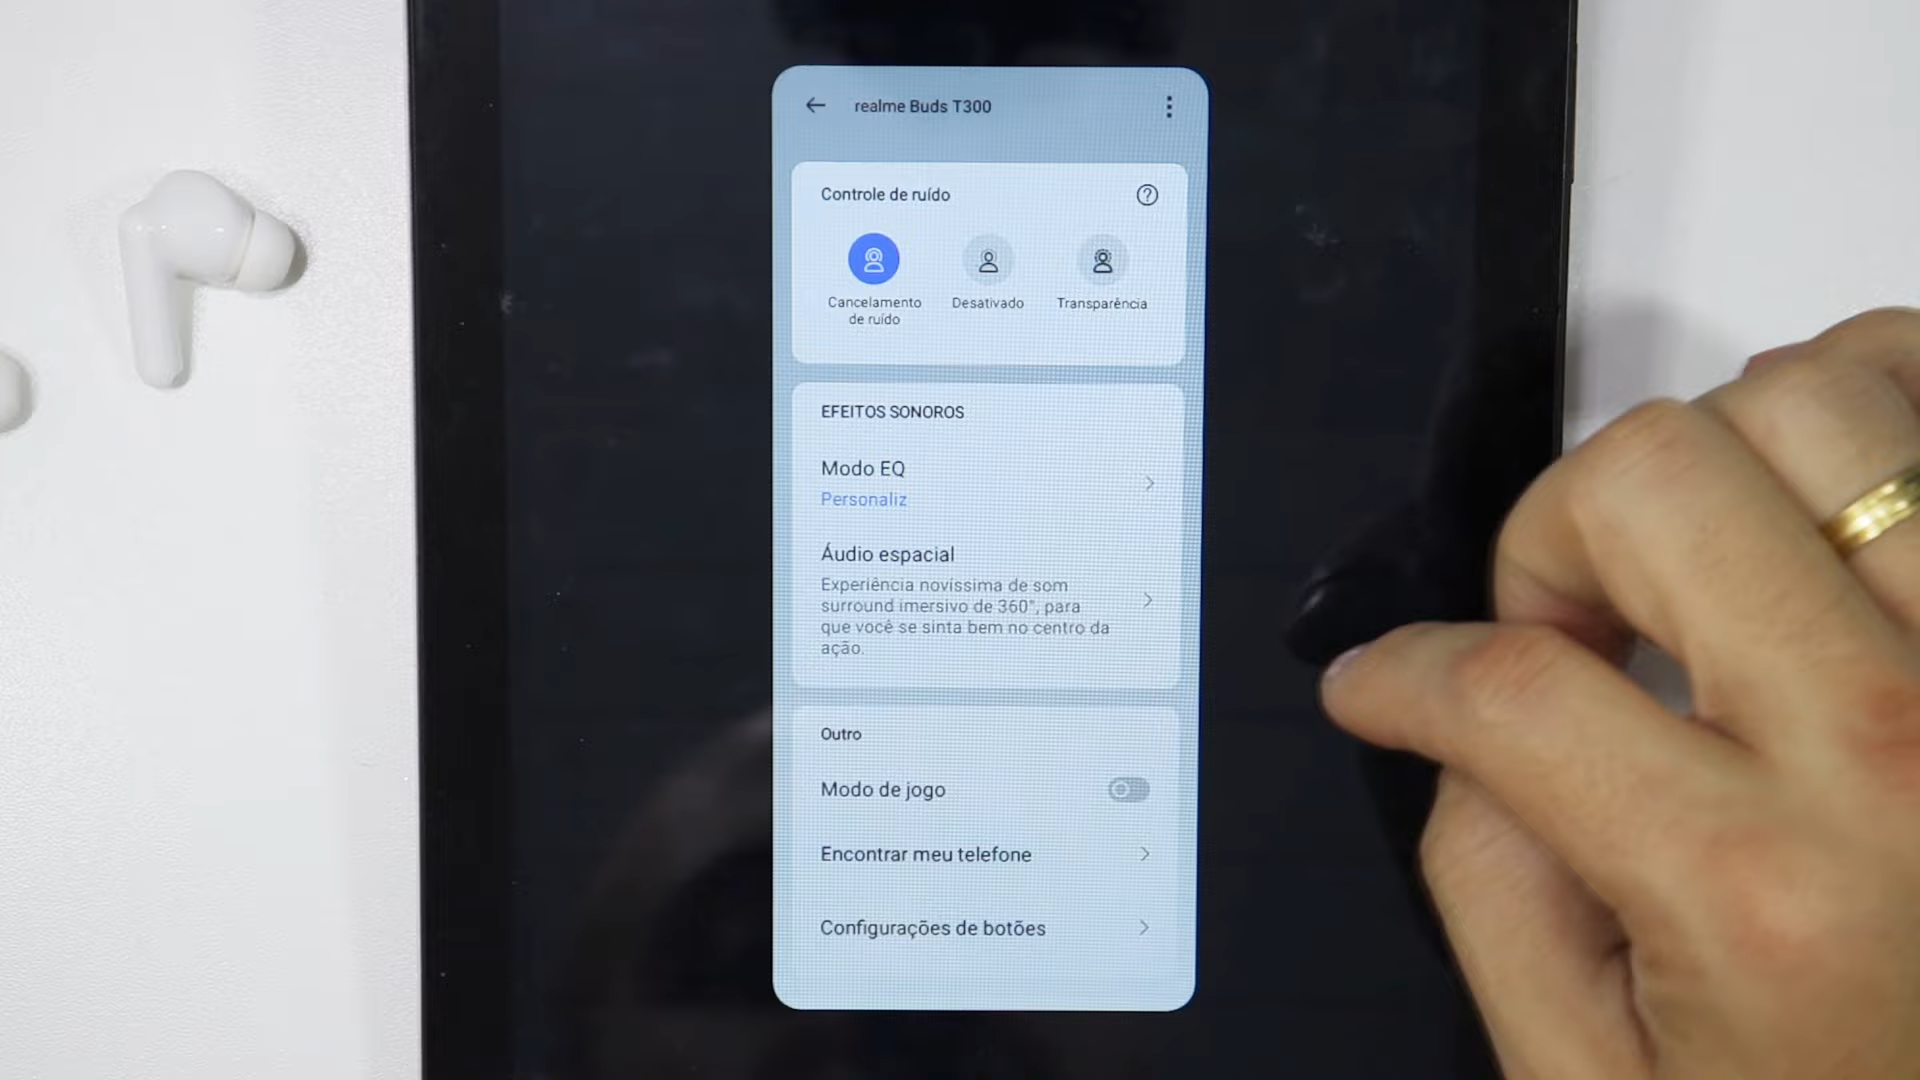 realme Buds T300
Controle de ruído
Cancelamento
de ruído
Desativado
Transparência
EFEITOS SONOROS
Modo EQ
Personaliz
Áudio espacial
Experiência novíssima de som
surround imersivo de 360°, para
que você se sinta bem no centro da
ação.
Outro
Modo de jogo
Encontrar meu telefone
Configurações de botões